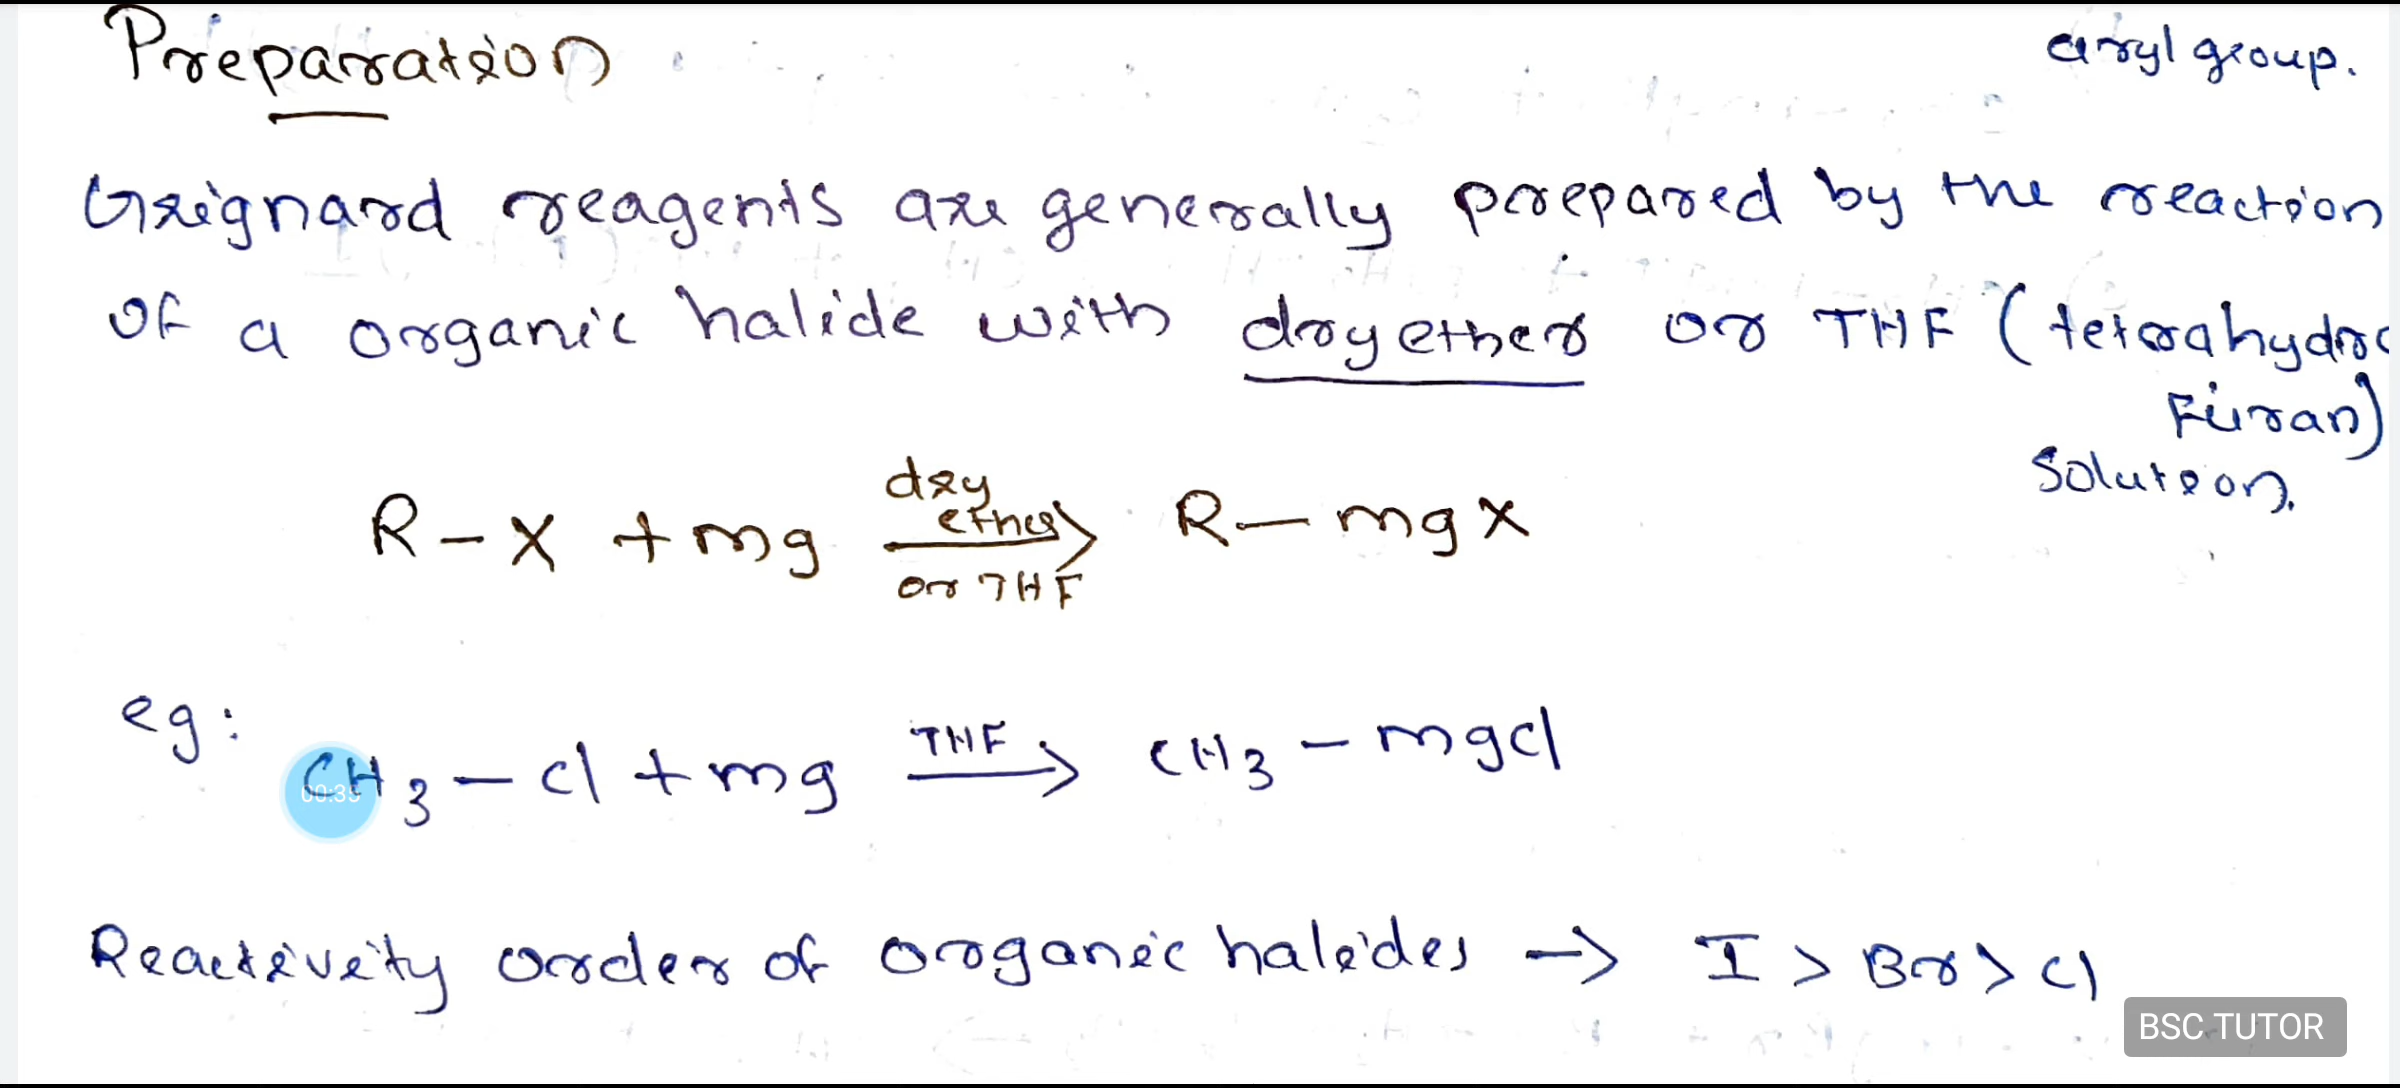 Preparation
aryl group.
Grignard reagents are generally prepared by the reaction
of a organic halide with dry ether or THF (tetrahydro
Furan)
Solution.
R-X + mg dry ether or THF → R-mgX
eg:
CH3-Cl + mg THF → CH3-mgcl
00:35
Reactivity order of organic halides → I > Br > Cl
BSC TUTOR